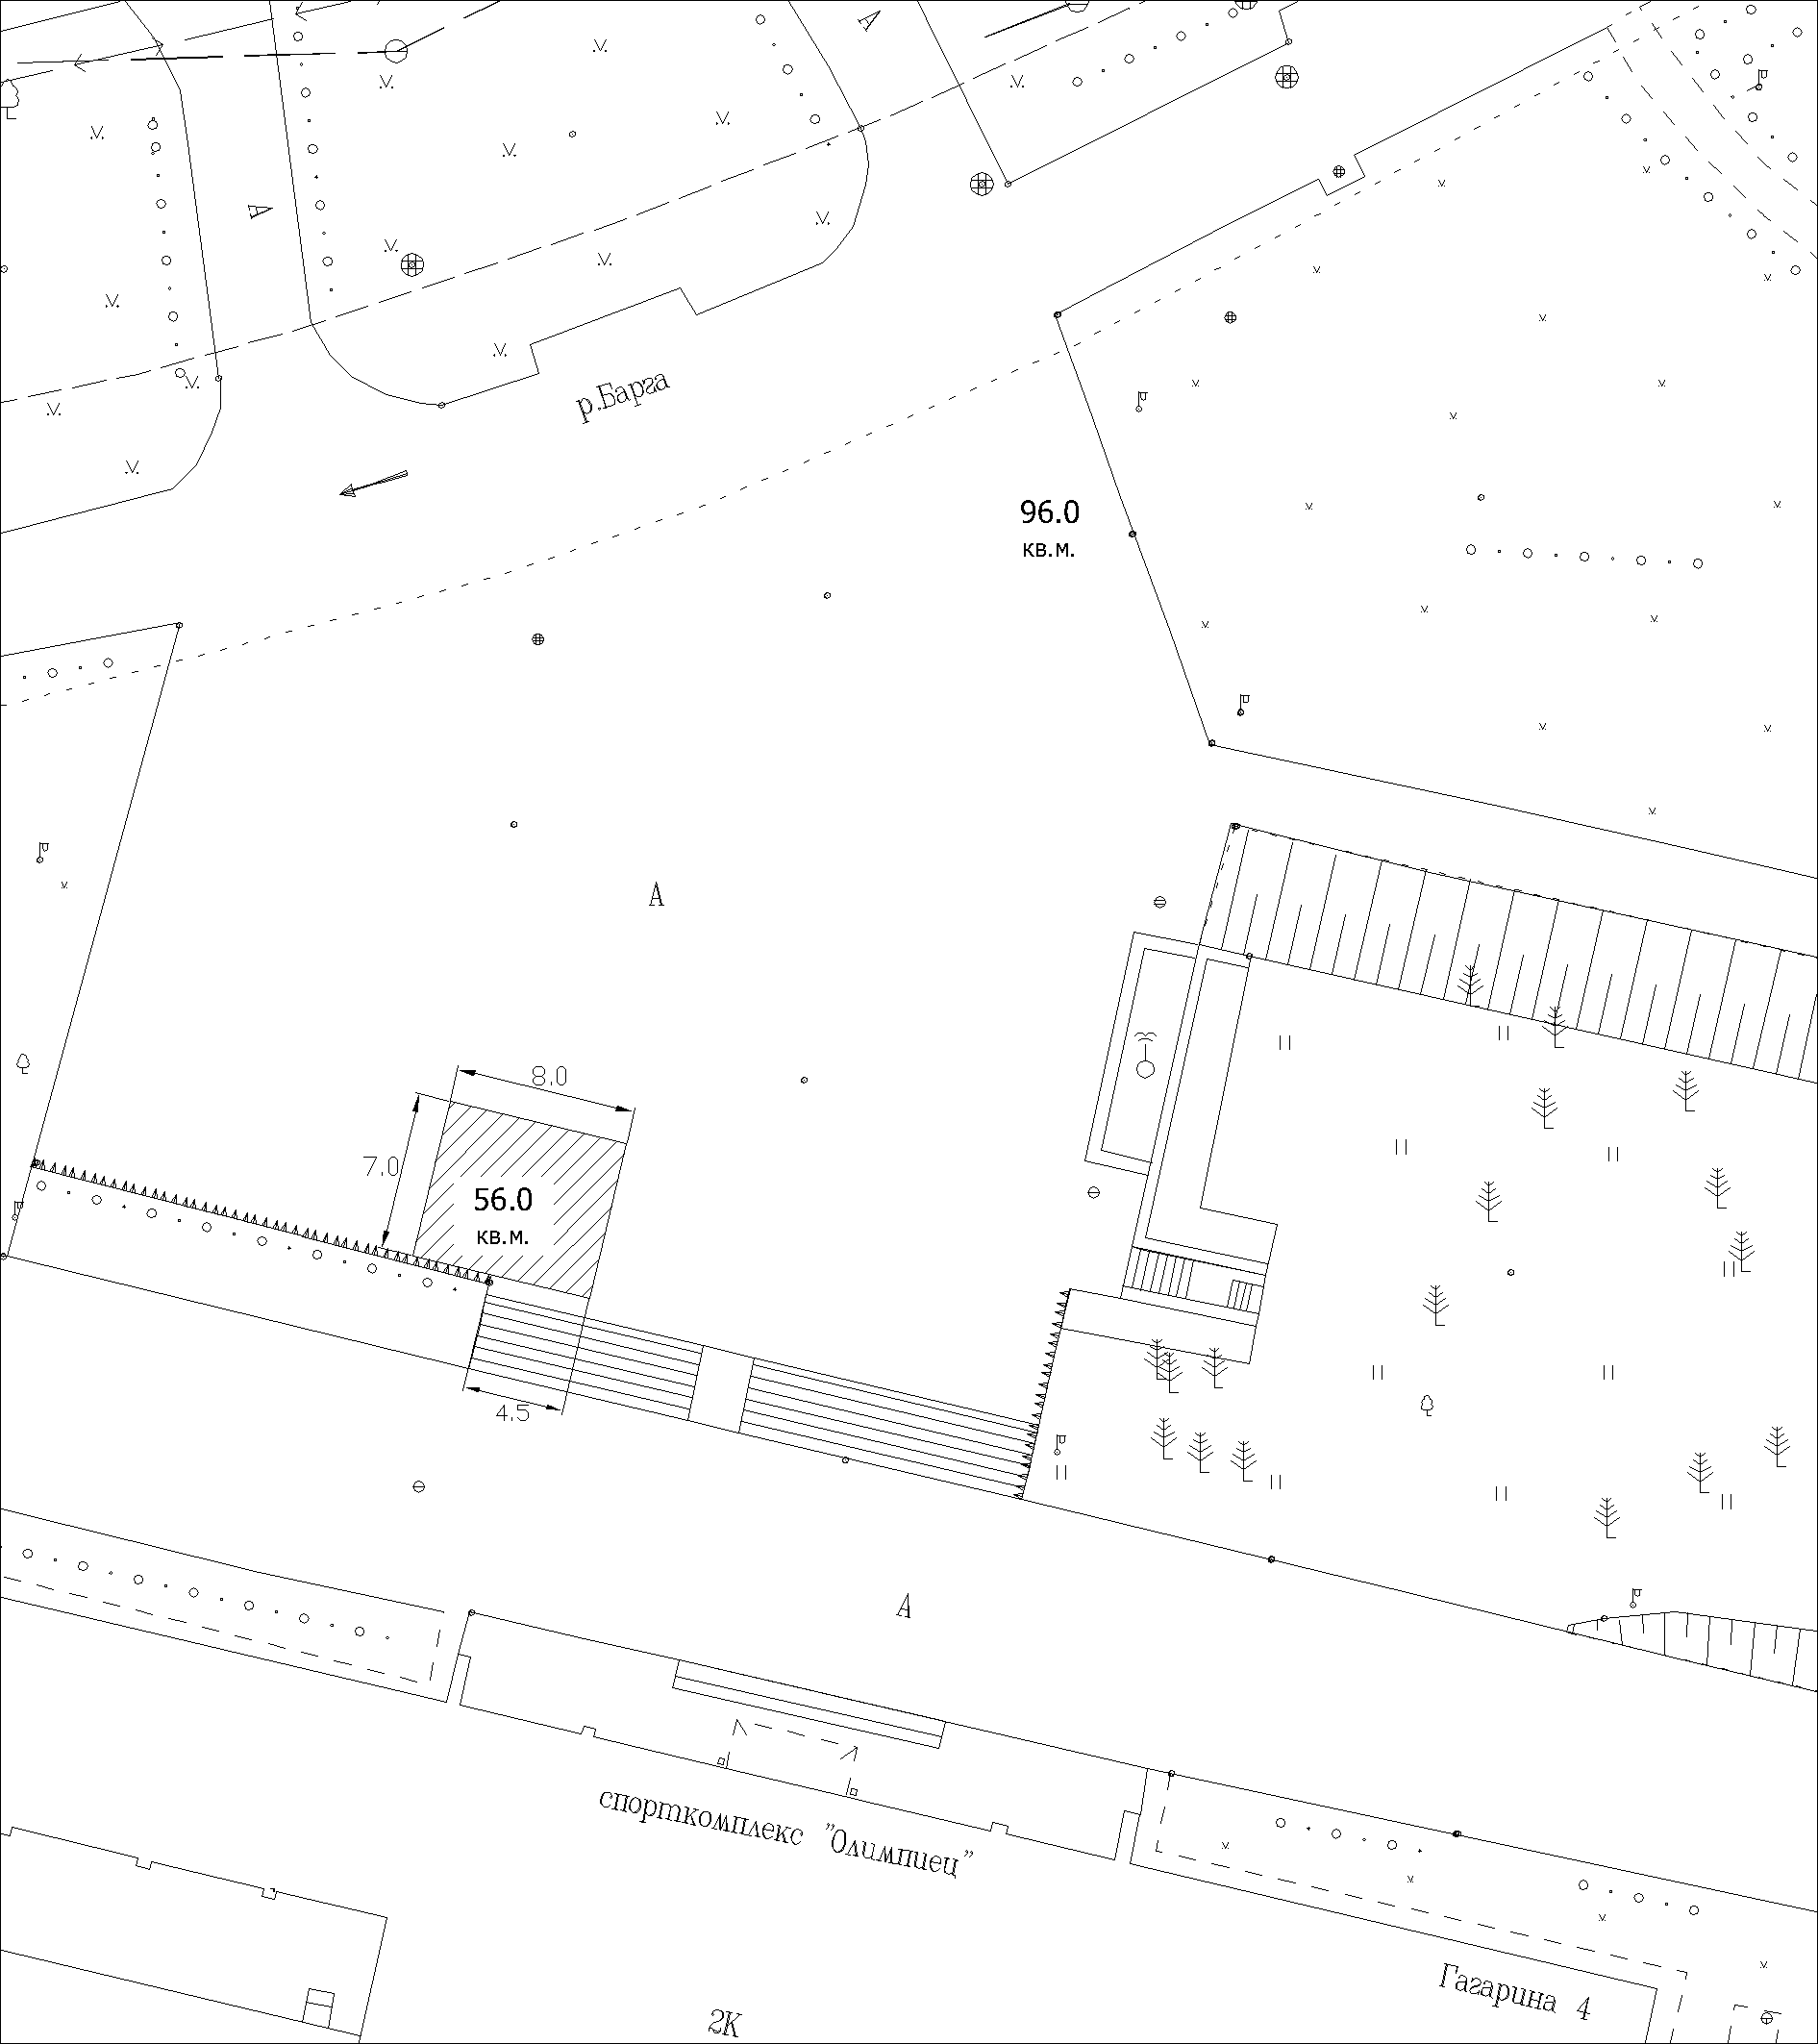 А
А
А
р.Барга
96.0
кв.м.
А
8.0
7.0
56.0
кв.м.
4.5
А
спорткомплекс "Олимпиец"
Гагарина 4
2К